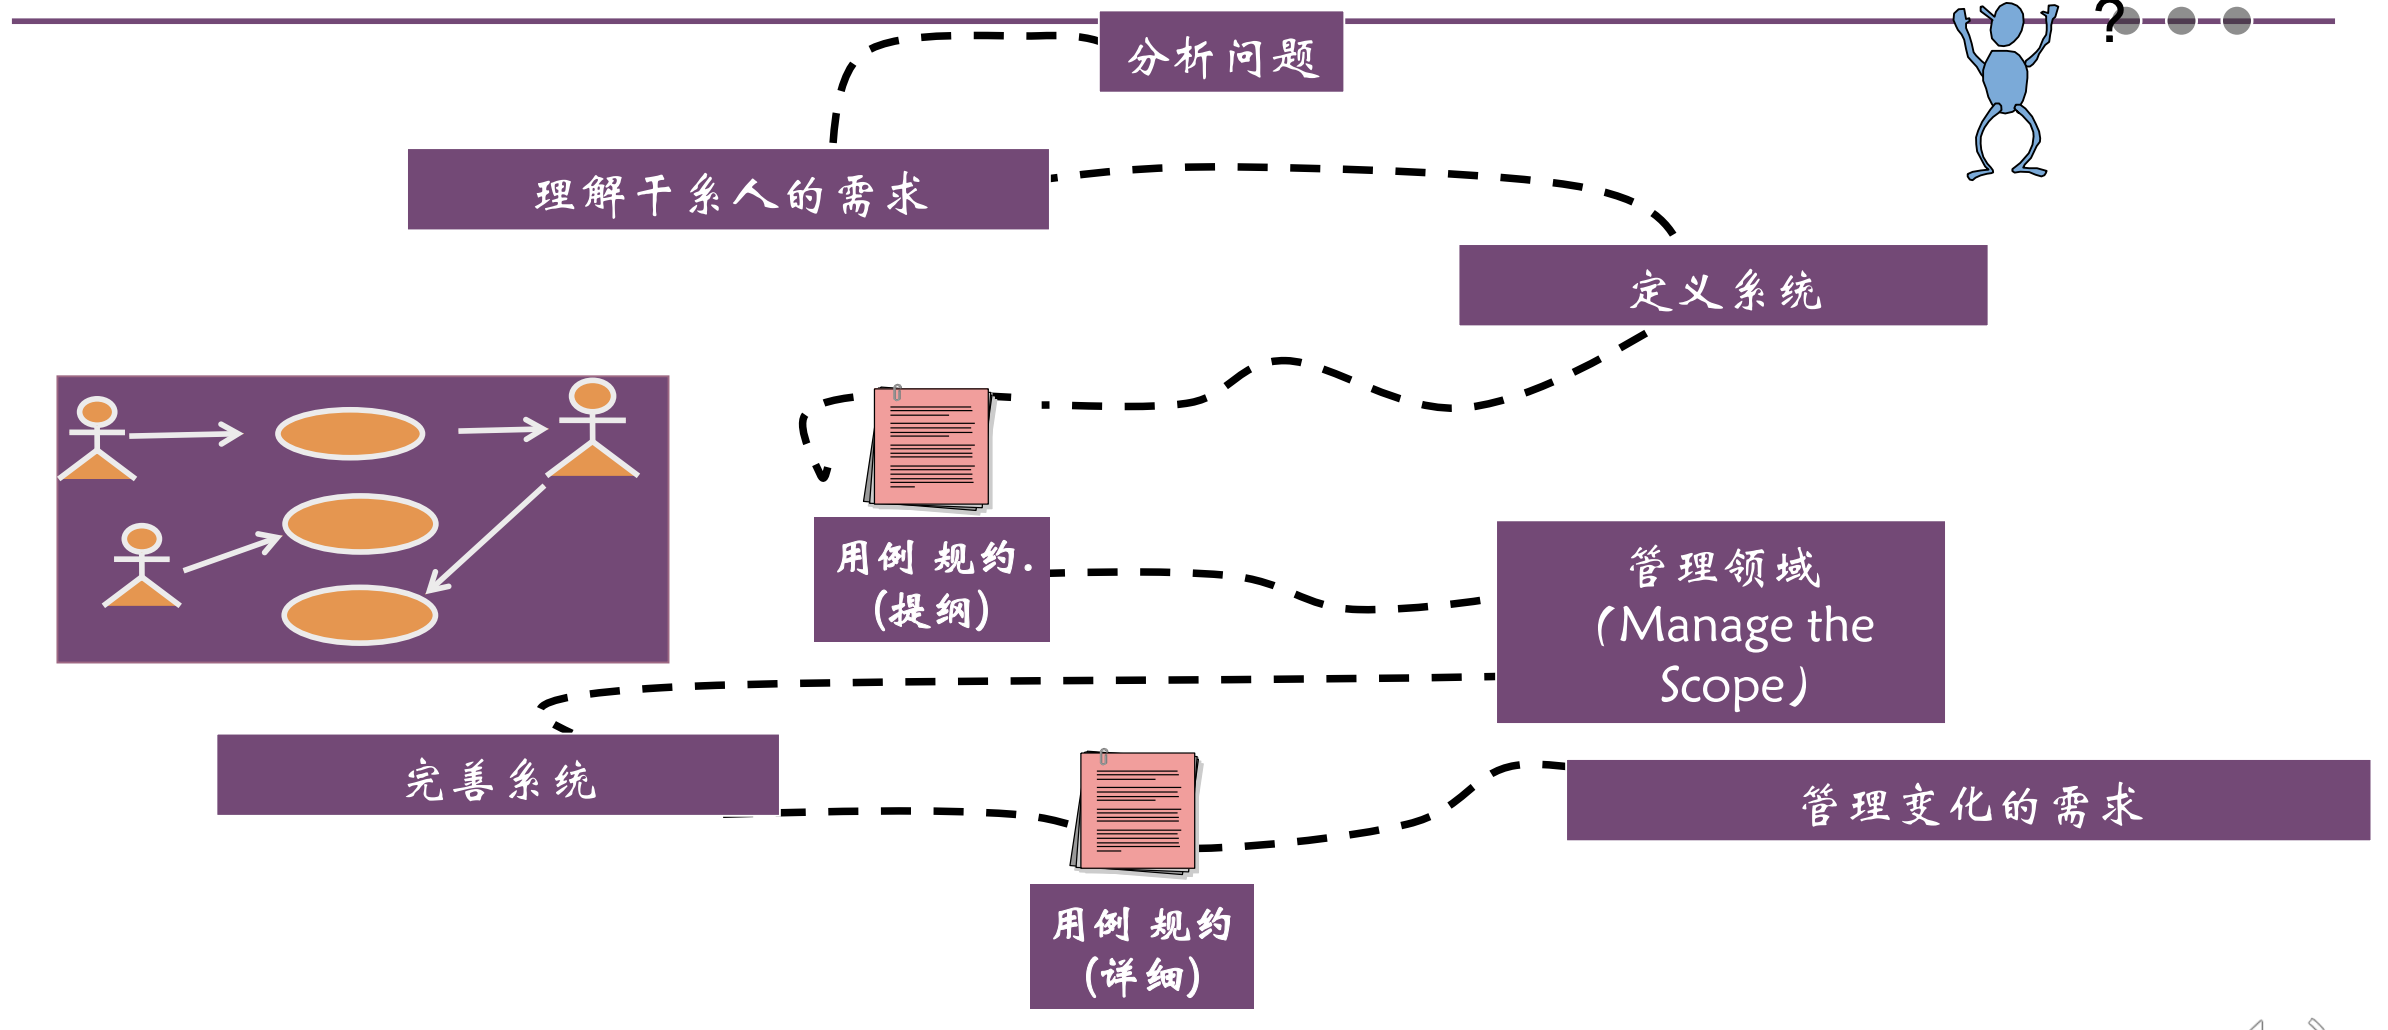 分析问题
?
理解干系人的需求
定义系统
用例 规约.
(提纲)
管理领域
(Manage the
Scope)
完善系统
管理变化的需求
用例 规约
(详细)